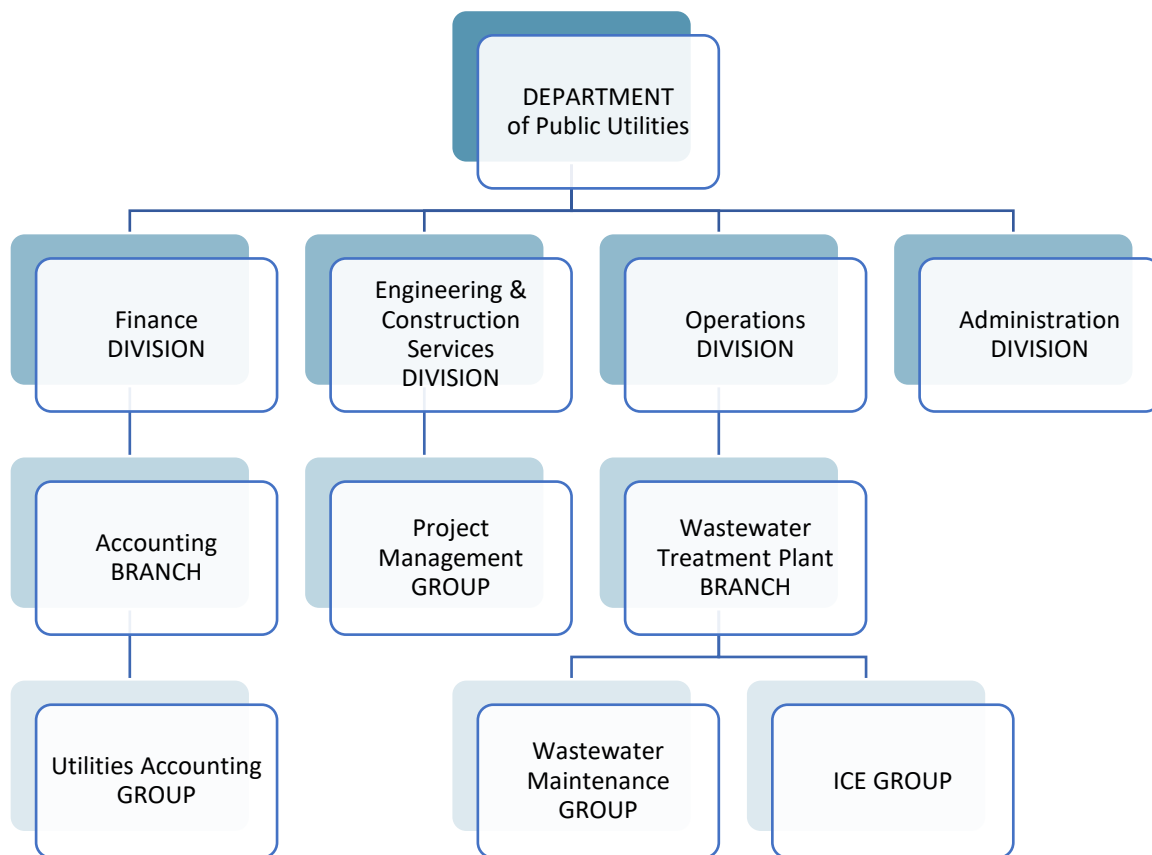 DEPARTMENT
of Public Utilities
Finance
DIVISION
Engineering &
Construction
Services
DIVISION
Operations
DIVISION
Administration
DIVISION
Accounting
BRANCH
Project
Management
GROUP
Wastewater
Treatment Plant
BRANCH
Utilities Accounting
GROUP
Wastewater
Maintenance
GROUP
ICE GROUP